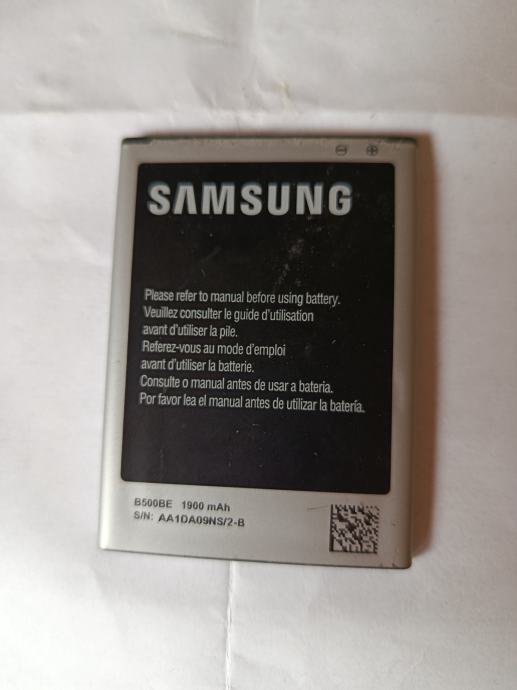 SAMSUNG
Please refer to manual before using battery.
Veuillez consulter le guide d'utilisation
avant d'utiliser la pile.
Referez-vous au mode d'emploi
avant d'utiliser la batterie.
Consulte o manual antes de usar a bateria.
Por favor lea el manual antes de utilizar la batería.
B500BE 1900 mAh
S/N: AA1DA09NS/2-B